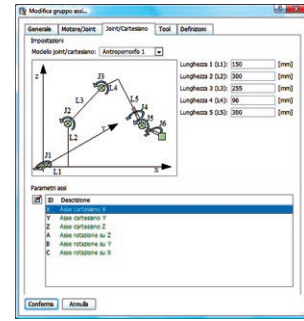 Modifica gruppo assi...
Generale Motore/Joint Joint/Cartesiano Tool Definizioni
Impostazioni
Modello joint/cartesiano: Antropomorfo 1
Z
J3
L4
J2
L3
Y
L5
J4
J5
J6
L2
J1
L1
X
Lunghezza 1 (L1): 150 [mm]
Lunghezza 2 (L2): 300 [mm]
Lunghezza 3 (L3): 255 [mm]
Lunghezza 4 (L4): 96 [mm]
Lunghezza 5 (L5): 300 [mm]
Parametri assi
ID Descrizione
X Asse cartesiano X
Y Asse cartesiano Y
Z Asse cartesiano Z
A Asse rotazione su Z
B Asse rotazione su Y
C Asse rotazione su X
Conferma Annulla